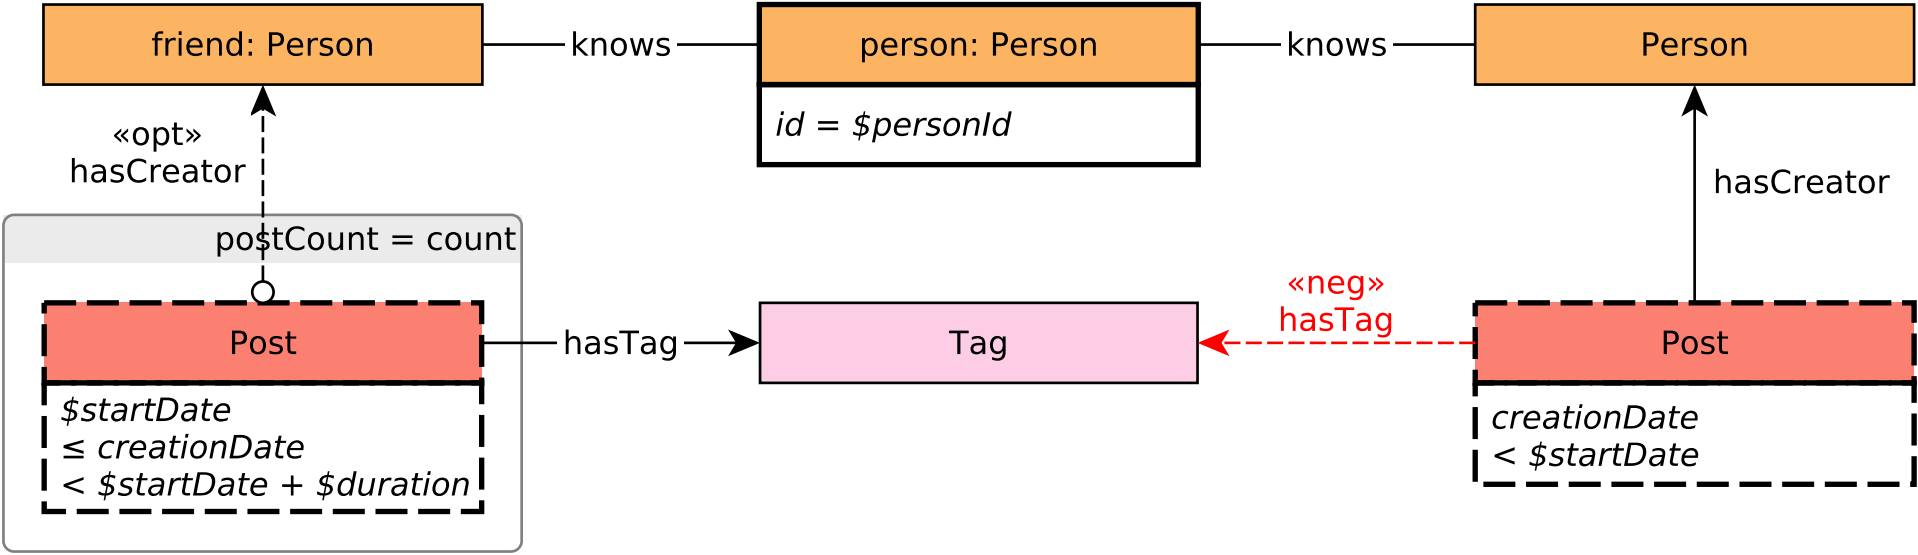 friend: Person
knows
person: Person
knows
Person
id = $personId
«opt»
hasCreator
hasCreator
postCount = count
Post
hasTag
Tag
«neg»
hasTag
Post
$startDate
≤ creationDate
< $startDate + $duration
creationDate
< $startDate